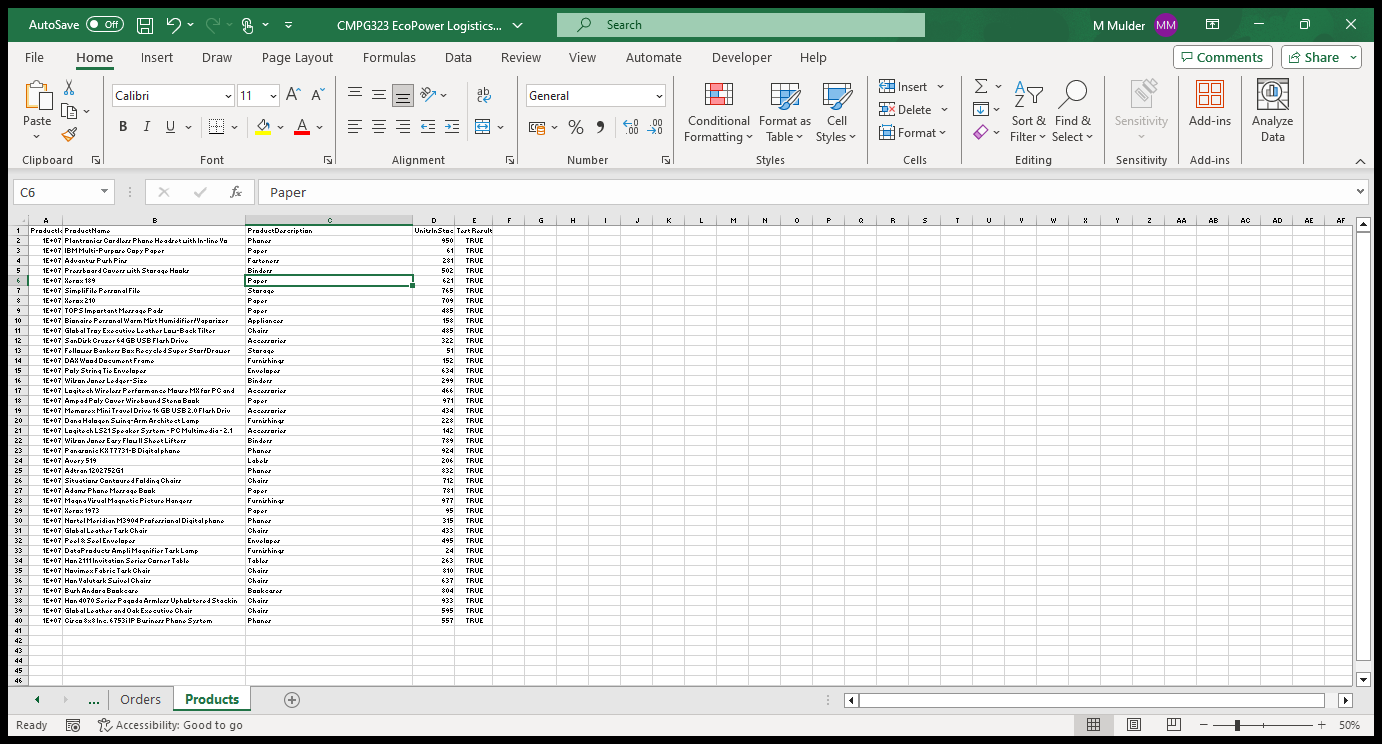 AutoSave Off CMPG323 EcoPower Logistics... Search M Mulder MM
File Home Insert Draw Page Layout Formulas Data Review View Automate Developer Help Comments Share
Paste Calibri 11 B I U General Conditional Formatting Format as Table Cell Styles Insert Delete Format Sort & Filter Find & Select Sensitivity Add-ins Analyze Data
Clipboard Font Alignment Number Styles Cells Editing Sensitivity Add-ins
C6 fx Paper
A B C D E F G H I J K L M N O P Q R S T U V W X Y Z AA AB AC AD AE AF
1 ProductI ProductName ProductDescription UnitsInStoc Test Result
2 1E+07 Plantronics Cordless Phone Headset with In-line Vo Phones 950 TRUE
3 1E+07 IBM Multi-Purpose Copy Paper Paper 61 TRUE
4 1E+07 Advantus Push Pins Fasteners 281 TRUE
5 1E+07 Pressboard Covers with Storage Hooks Binders 502 TRUE
6 1E+07 Xerox 189 Paper 621 TRUE
7 1E+07 Simplifile Personal File Storage 765 TRUE
8 1E+07 Xerox 210 Paper 709 TRUE
9 1E+07 TOPS Important Message Pads Paper 485 TRUE
10 1E+07 Bionaire Personal Warm Mist Humidifier/Vaporizer Appliances 158 TRUE
11 1E+07 Global Troy Executive Leather Low-Back Tilter Chairs 485 TRUE
12 1E+07 SanDisk Cruzer 64 GB USB Flash Drive Accessories 322 TRUE
13 1E+07 Fellowes Bankers Box Recycled Super Stor/Drawer Storage 51 TRUE
14 1E+07 DAX Wood Document Frame Furnishings 152 TRUE
15 1E+07 Poly String Tie Envelopes Envelopes 634 TRUE
16 1E+07 Wilson Jones Ledger-Size Binders 299 TRUE
17 1E+07 Logitech Wireless Performance Mouse MX for PC and Accessories 466 TRUE
18 1E+07 Ampad Poly Cover Wirebound Steno Book Paper 971 TRUE
19 1E+07 Memorex Mini Travel Drive 16 GB USB 2.0 Flash Driv Accessories 434 TRUE
20 1E+07 Dana Halogen Swing-Arm Architect Lamp Furnishings 228 TRUE
21 1E+07 Logitech LS21 Speaker System - PC Multimedia - 2.1 Accessories 142 TRUE
22 1E+07 Wilson Jones Easy Flow II Sheet Lifters Binders 789 TRUE
23 1E+07 Panasonic KX T7731-B Digital phone Phones 924 TRUE
24 1E+07 Avery 519 Labels 206 TRUE
25 1E+07 Adtran 1202752G1 Phones 832 TRUE
26 1E+07 Situations Contoured Folding Chairs Chairs 712 TRUE
27 1E+07 Adams Phone Message Book Paper 781 TRUE
28 1E+07 Magna Visual Magnetic Picture Hangers Furnishings 977 TRUE
29 1E+07 Xerox 1973 Paper 95 TRUE
30 1E+07 Nortel Meridian M3904 Professional Digital phone Phones 315 TRUE
31 1E+07 Global Leather Task Chair Chairs 433 TRUE
32 1E+07 Peel & Seel Envelopes Envelopes 495 TRUE
33 1E+07 DataProducts Ampli Magnifier Task Lamp Furnishings 24 TRUE
34 1E+07 Hon 2111 Invitation Series Corner Table Tables 263 TRUE
35 1E+07 Novimex Fabric Task Chair Chairs 810 TRUE
36 1E+07 Hon Valutask Swivel Chairs Chairs 637 TRUE
37 1E+07 Bush Andora Bookcase Bookcases 804 TRUE
38 1E+07 Hon 4070 Series Pagoda Armless Upholstered Stackin Chairs 933 TRUE
39 1E+07 Global Leather and Oak Executive Chair Chairs 595 TRUE
40 1E+07 Cisco 8x8 Inc. 6753i IP Business Phone System Phones 557 TRUE
41
42
43
44
45
46
... Orders Products
Ready Accessibility: Good to go 50%